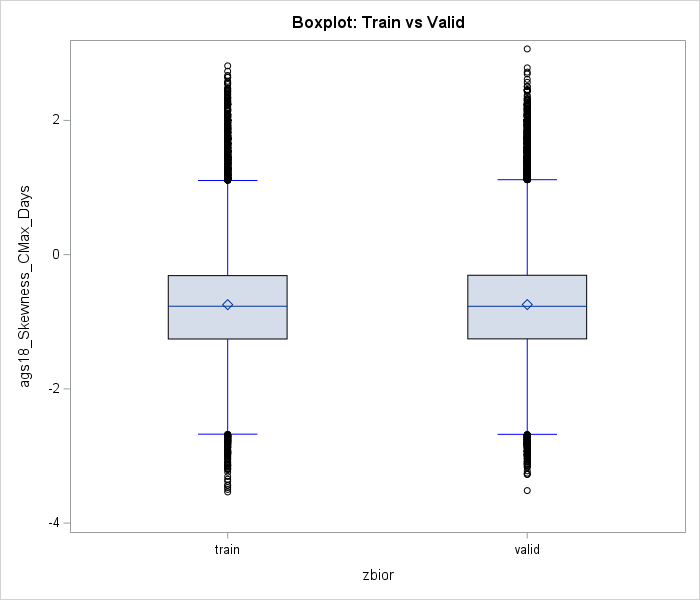 Boxplot: Train vs Valid
ags18_Skewness_CMax_Days
2
0
-2
-4
train
valid
zbior